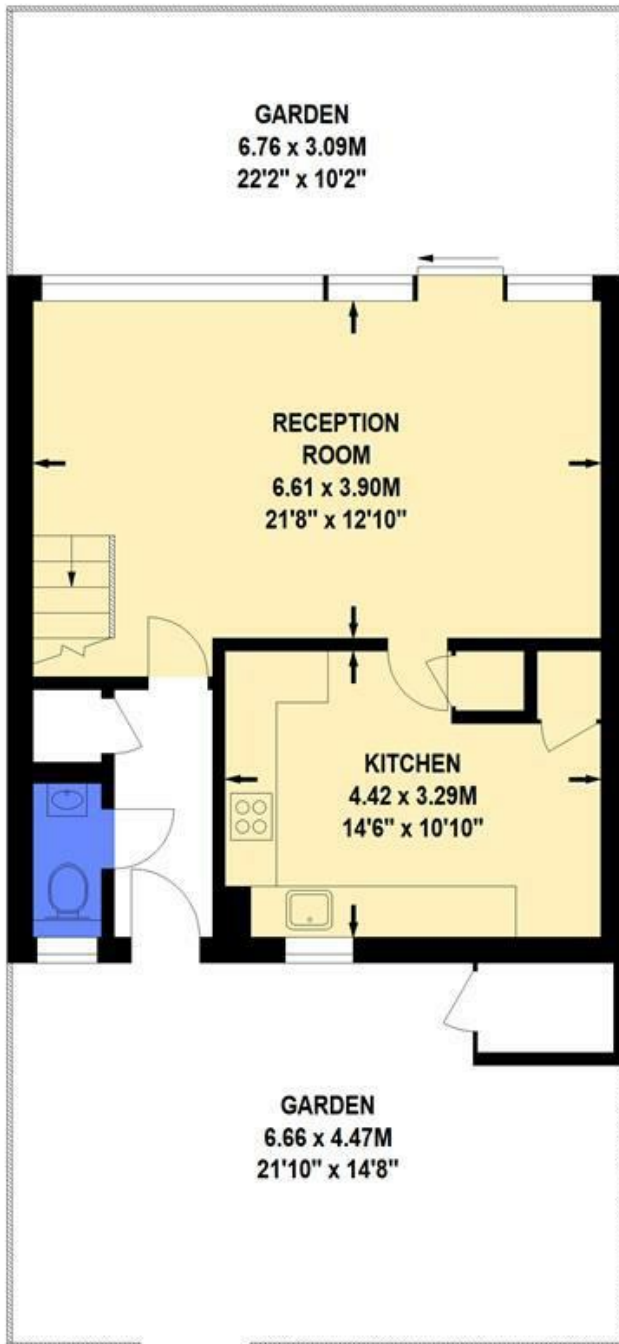 GARDEN
6.76 x 3.09M
22'2" x 10'2"
RECEPTION
ROOM
6.61 x 3.90M
21'8" x 12'10"
KITCHEN
4.42 x 3.29M
14'6" x 10'10"
GARDEN
6.66 x 4.47M
21'10" x 14'8"